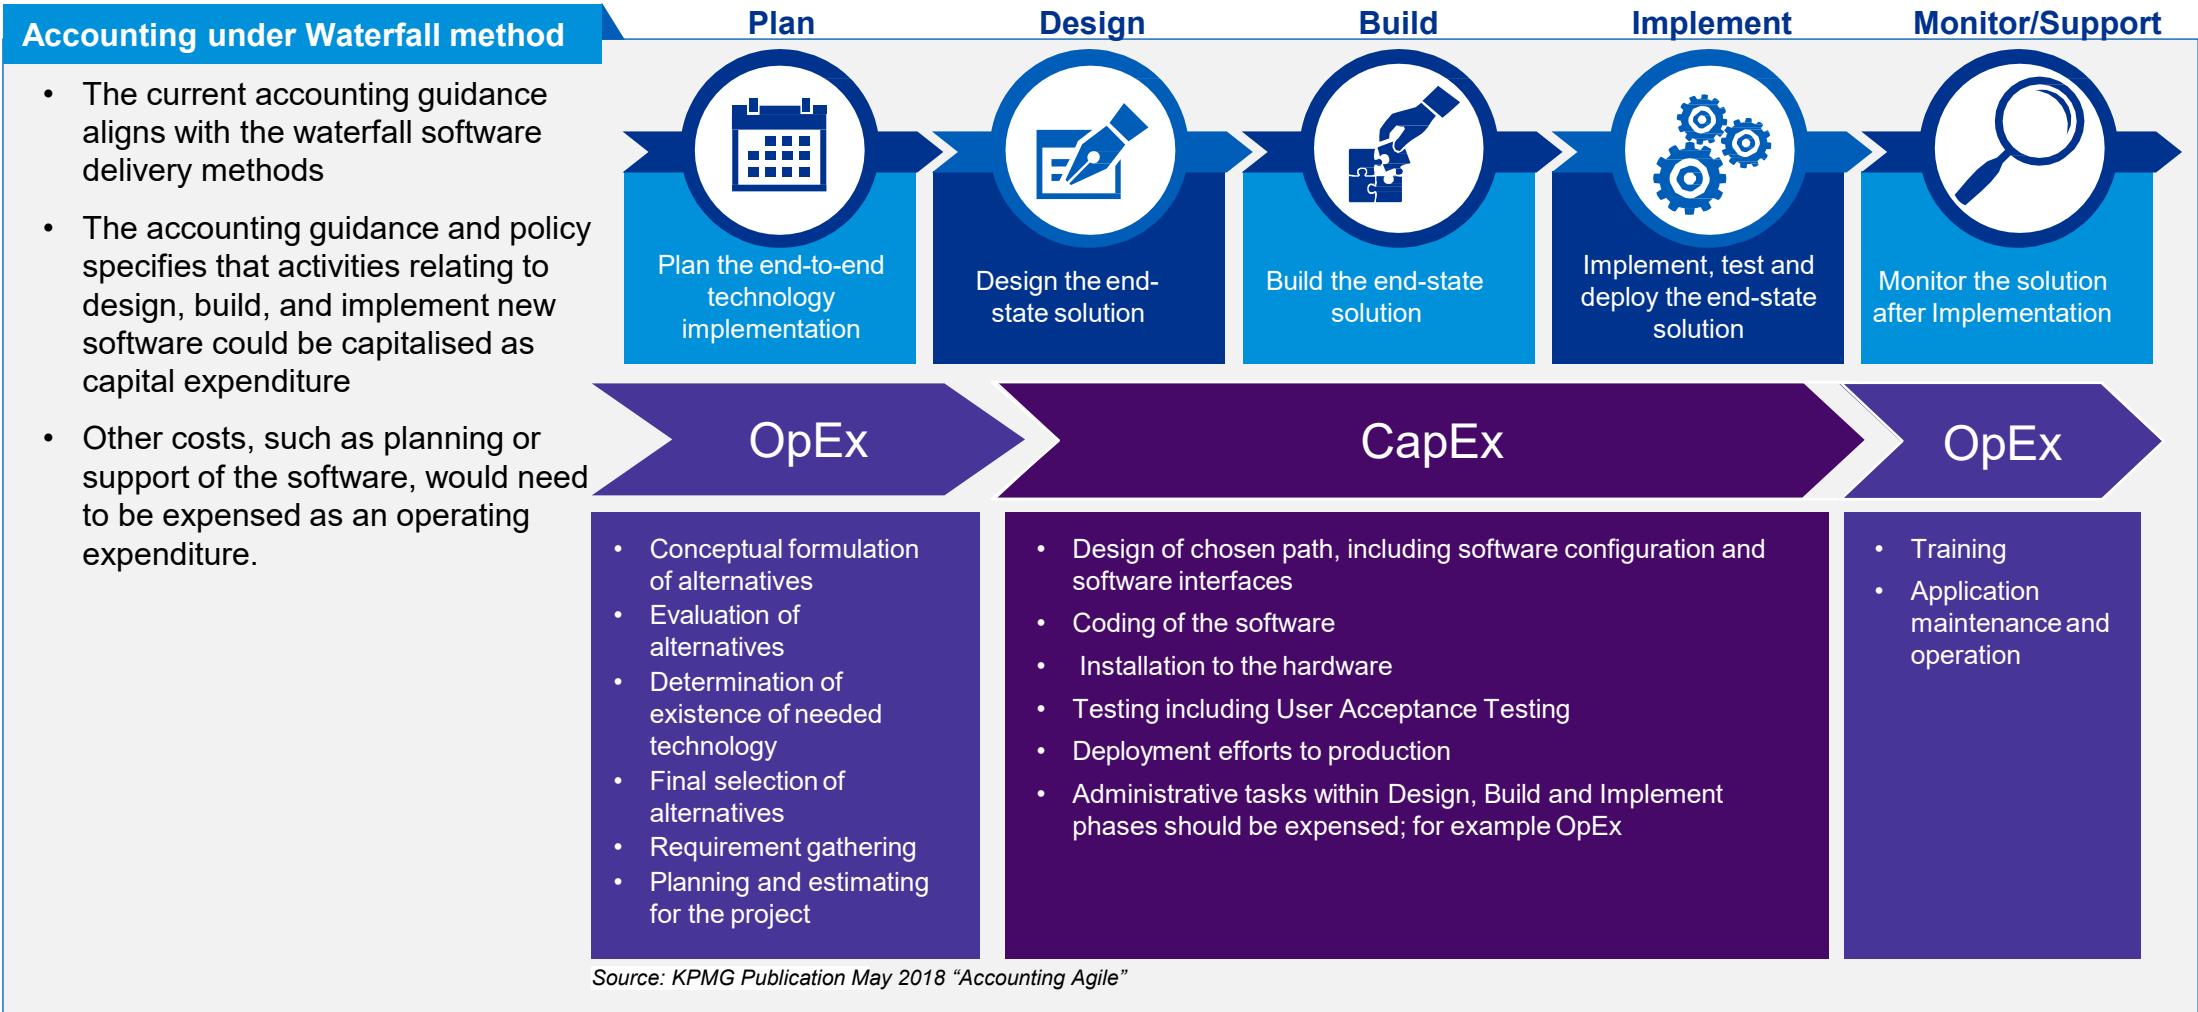 Accounting under Waterfall method
• The current accounting guidance
aligns with the waterfall software
delivery methods
• The accounting guidance and policy
specifies that activities relating to
design, build, and implement new
software could be capitalised as
capital expenditure
• Other costs, such as planning or
support of the software, would need
to be expensed as an operating
expenditure.
Plan
Design
Build
Implement
Monitor/Support
Plan the end-to-end
technology
implementation
Design the end-
state solution
Build the end-state
solution
Implement, test and
deploy the end-state
solution
Monitor the solution
after Implementation
OpEx
CapEx
OpEx
• Conceptual formulation
of alternatives
• Evaluation of
alternatives
• Determination of
existence of needed
technology
• Final selection of
alternatives
• Requirement gathering
• Planning and estimating
for the project
• Design of chosen path, including software configuration and
software interfaces
• Coding of the software
• Installation to the hardware
• Testing including User Acceptance Testing
• Deployment efforts to production
• Administrative tasks within Design, Build and Implement
phases should be expensed; for example OpEx
• Training
• Application
maintenance and
operation
Source: KPMG Publication May 2018 “Accounting Agile”